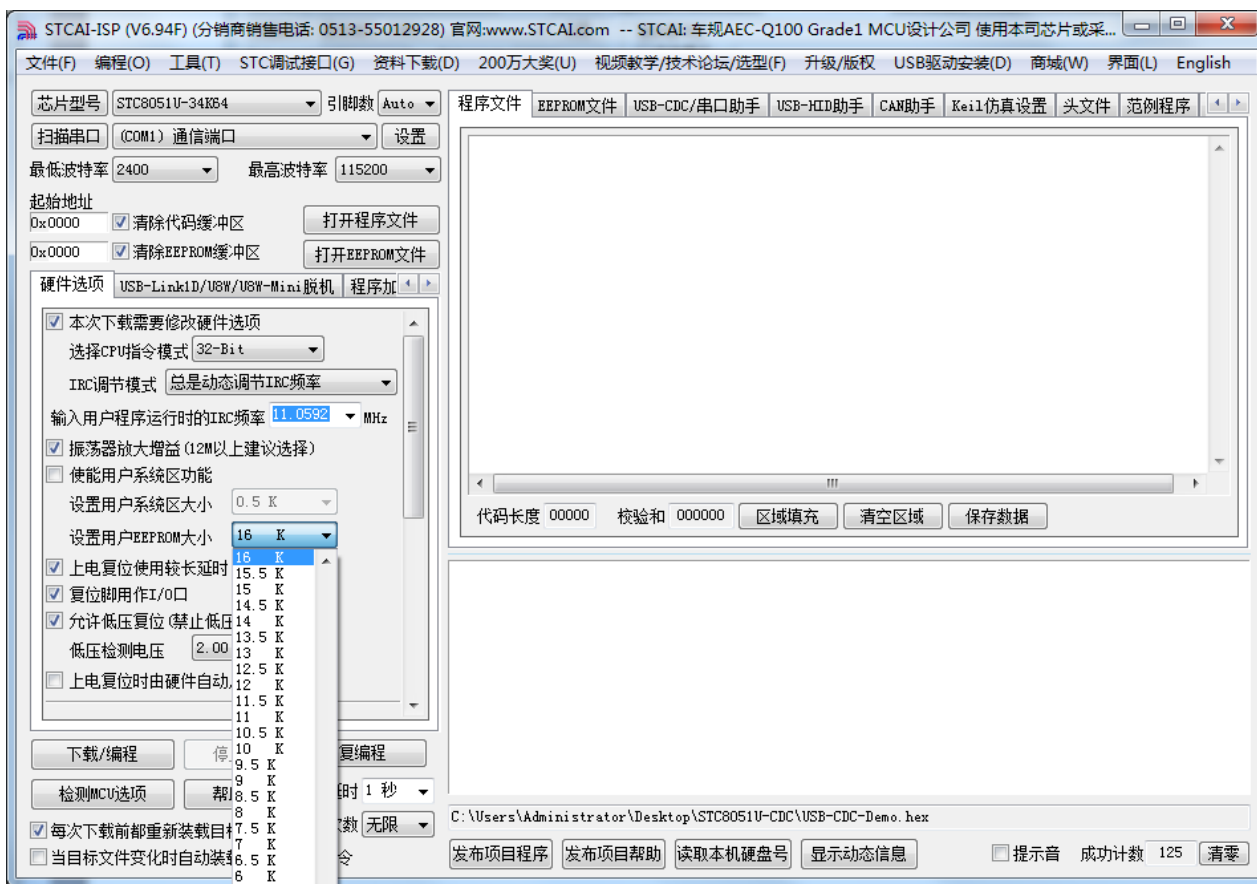 STCAI-ISP (V6.94F) (分销商销售电话: 0513-55012928) 官网:www.STCAI.com -- STCAI: 车规AEC-Q100 Grade1 MCU设计公司 使用本司芯片或采...
文件(F) 编程(O) 工具(T) STC调试接口(G) 资料下载(D) 200万大奖(U) 视频教学/技术论坛/选型(F) 升级/版权 USB驱动安装(D) 商城(W) 界面(L) English
芯片型号 STC8051U-34K64 引脚数 Auto
扫描串口 (COM1) 通信端口 设置
最低波特率 2400 最高波特率 115200
起始地址
0x0000 清除代码缓冲区 打开程序文件
0x0000 清除EEPROM缓冲区 打开EEPROM文件
硬件选项 USB-Link1D/U8W/U8W-Mini脱机 程序加
本次下载需要修改硬件选项
选择CPU指令模式 32-Bit
IRC调节模式 总是动态调节IRC频率
输入用户程序运行时的IRC频率 11.0592 MHz
振荡器放大增益(12M以上建议选择)
使能用户系统区功能
设置用户系统区大小 0.5 K
设置用户EEPROM大小 16 K
上电复位使用较长延时
复位脚用作I/O口
允许低压复位(禁止低压
低压检测电压 2.00
上电复位时由硬件自动
16 K
15.5 K
15 K
14.5 K
14 K
13.5 K
13 K
12.5 K
12 K
11.5 K
11 K
10.5 K
10 K
9.5 K
9 K
8.5 K
8 K
7.5 K
7 K
6.5 K
6 K
下载/编程 停 复编程
检测MCU选项 帮 延时 1 秒
每次下载前都重新装载目标 次数 无限
当目标文件变化时自动装载 令
程序文件 EEPROM文件 USB-CDC/串口助手 USB-HID助手 CAN助手 Keil仿真设置 头文件 范例程序
代码长度 00000 校验和 000000 区域填充 清空区域 保存数据
C:\Users\Administrator\Desktop\STC8051U-CDC\USB-CDC-Demo.hex
发布项目程序 发布项目帮助 读取本机硬盘号 显示动态信息 提示音 成功计数 125 清零